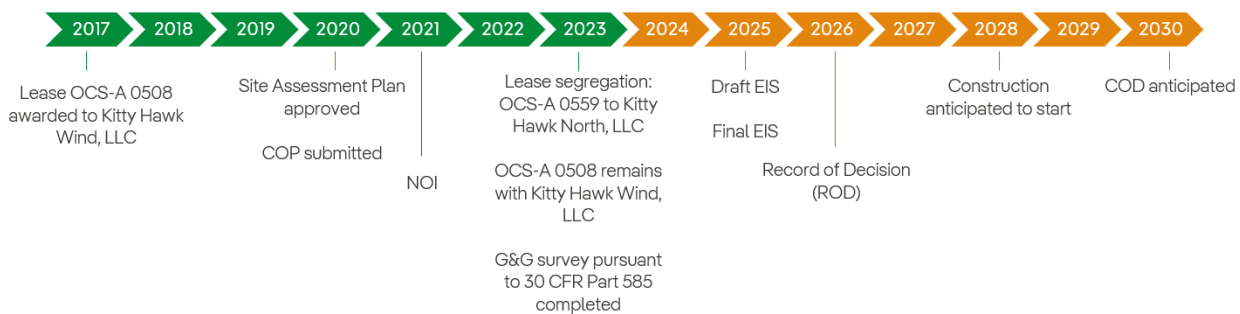 2017 2018 2019 2020 2021 2022 2023 2024 2025 2026 2027 2028 2029 2030
Lease OCS-A 0508
awarded to Kitty Hawk
Wind, LLC
Site Assessment Plan
approved
COP submitted
NOI
Lease segregation:
OCS-A 0559 to Kitty
Hawk North, LLC
OCS-A 0508 remains
with Kitty Hawk Wind,
LLC
G&G survey pursuant
to 30 CFR Part 585
completed
Draft EIS
Final EIS
Record of Decision
(ROD)
Construction
anticipated to start
COD anticipated